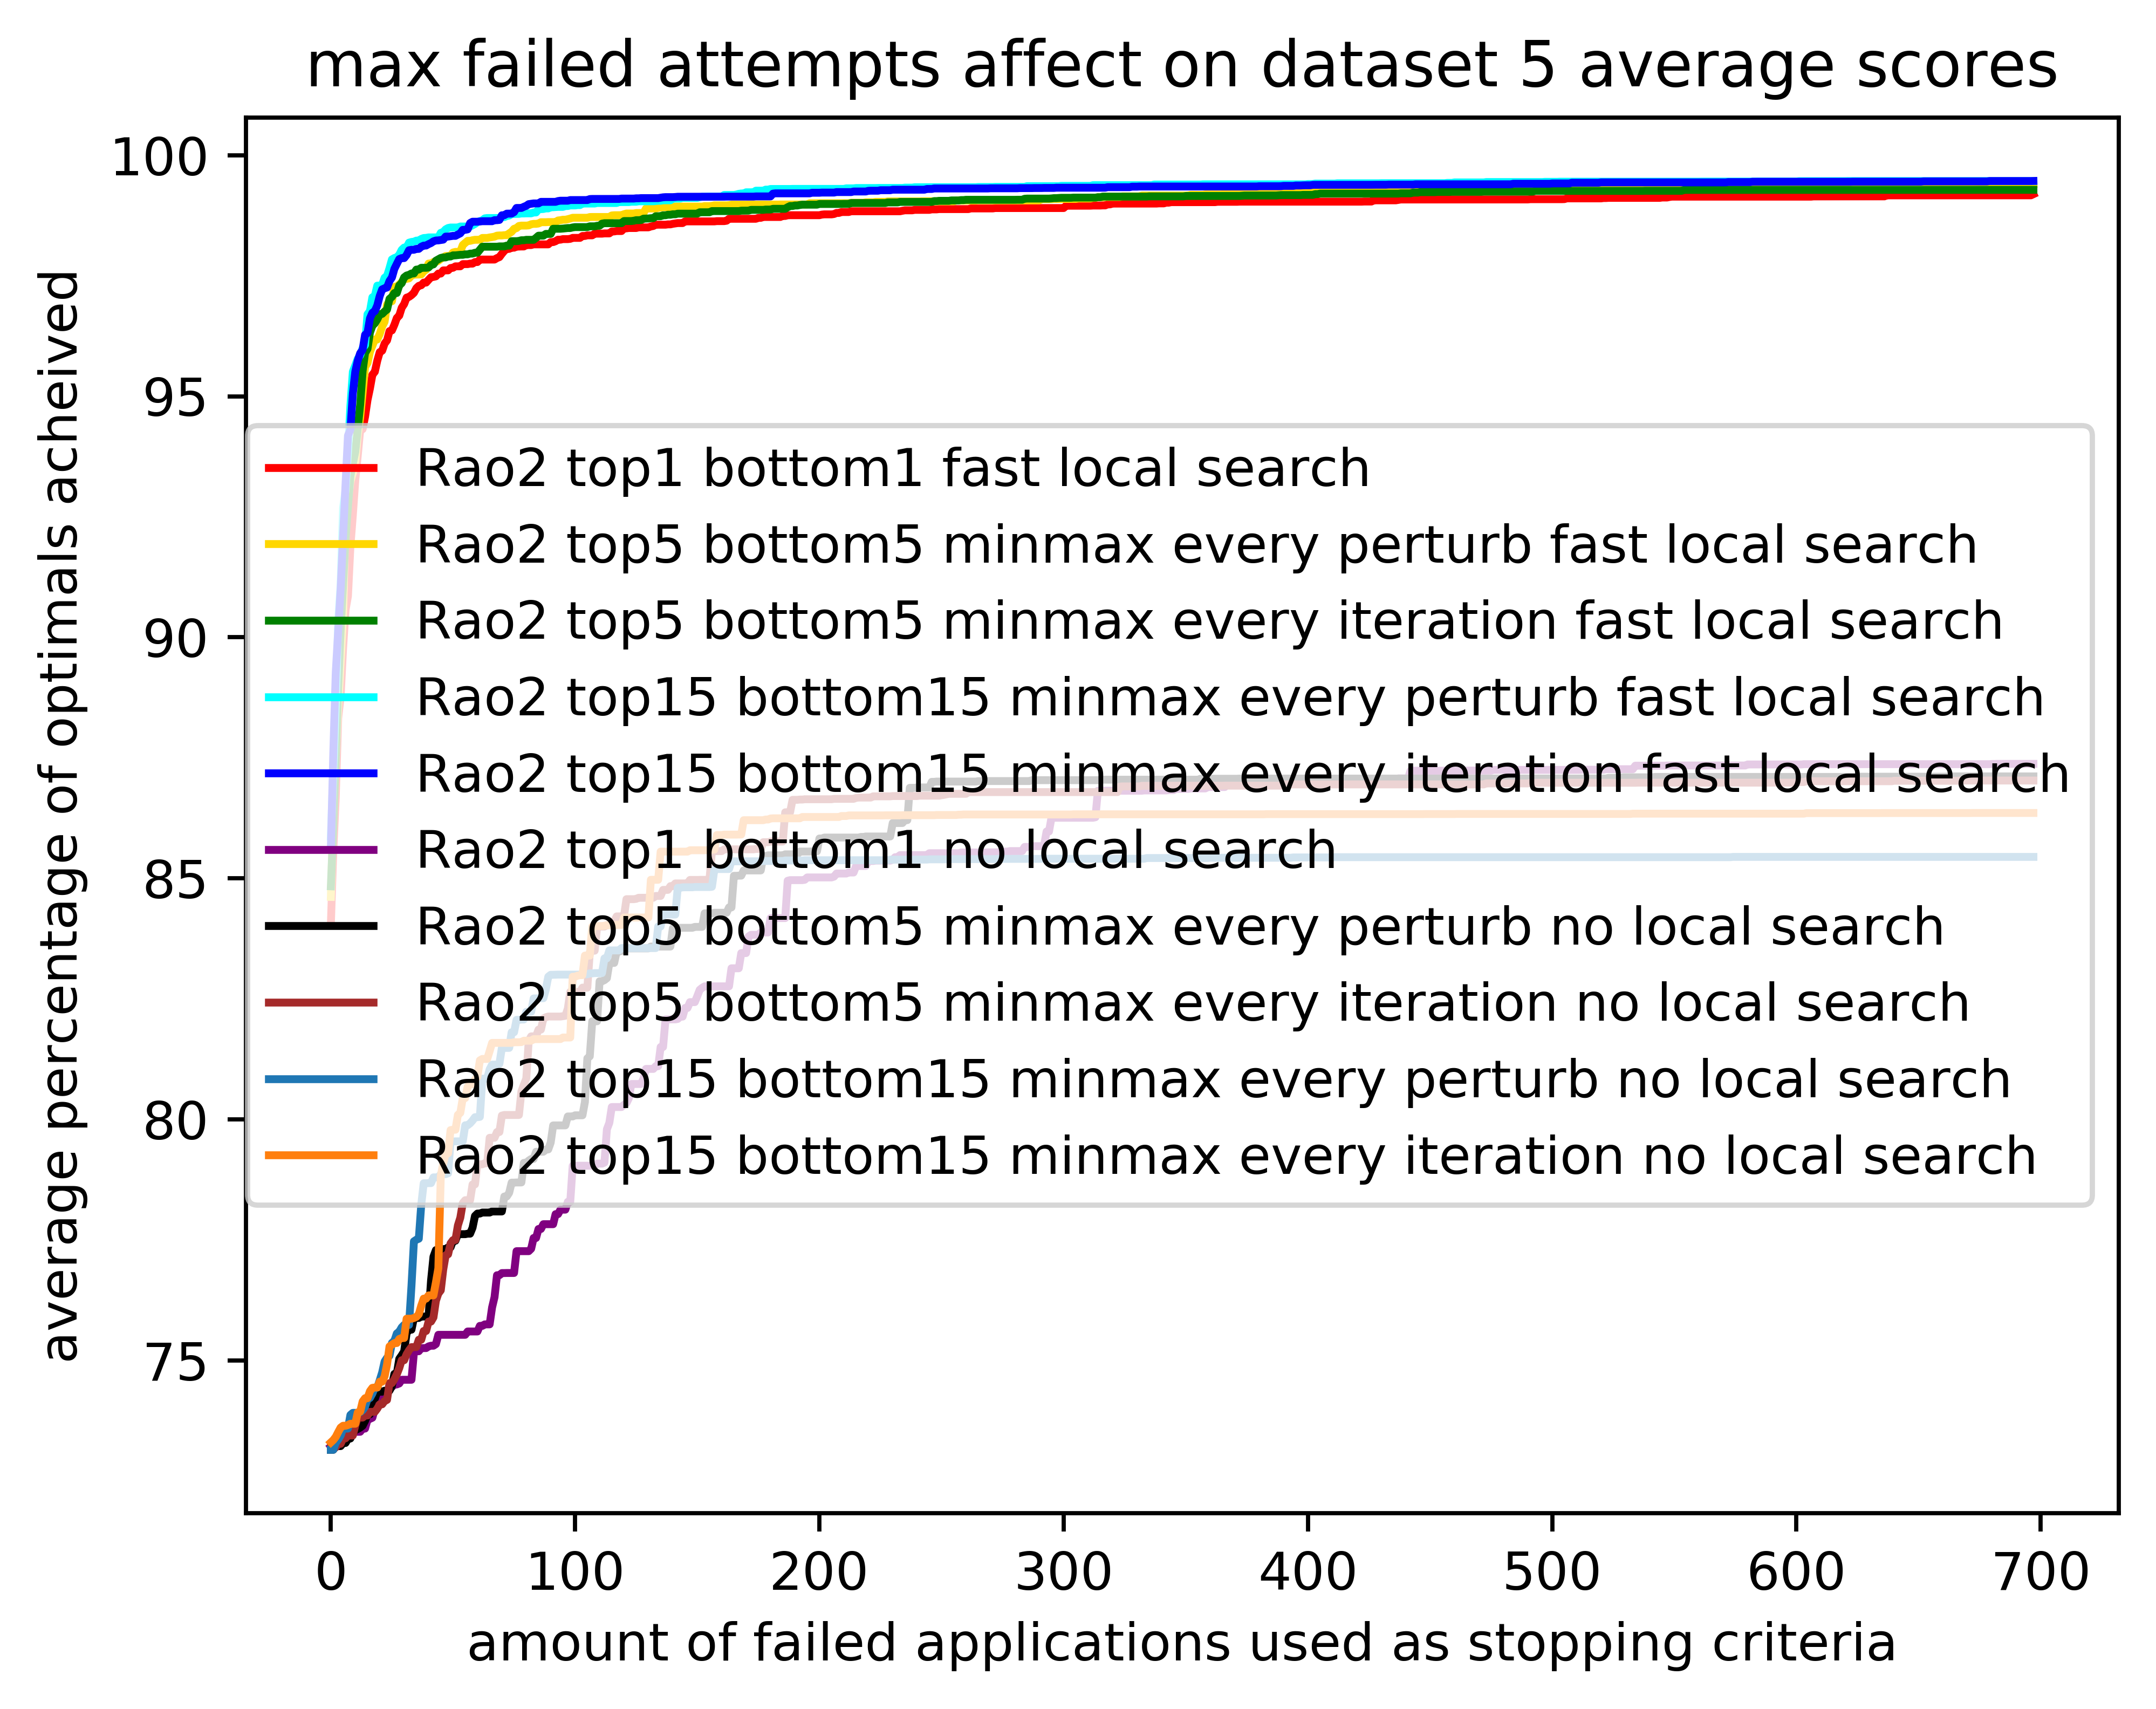 max failed attempts affect on dataset 5 average scores
average percentage of optimals acheived
100
95
90
85
80
75
Rao2 top1 bottom1 fast local search
Rao2 top5 bottom5 minmax every perturb fast local search
Rao2 top5 bottom5 minmax every iteration fast local search
Rao2 top15 bottom15 minmax every perturb fast local search
Rao2 top15 bottom15 minmax every iteration fast  local search
Rao2 top1 bottom1 no local search
Rao2 top5 bottom5 minmax every perturb no local search
Rao2 top5 bottom5 minmax every iteration no local search
Rao2 top15 bottom15 minmax every perturb no local search
Rao2 top15 bottom15 minmax every iteration no local search
0 100 200 300 400 500 600 700
amount of failed applications used as stopping criteria